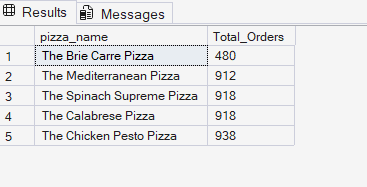 Results Messages
pizza_name Total_Orders
1 The Brie Carre Pizza 480
2 The Mediterranean Pizza 912
3 The Spinach Supreme Pizza 918
4 The Calabrese Pizza 918
5 The Chicken Pesto Pizza 938